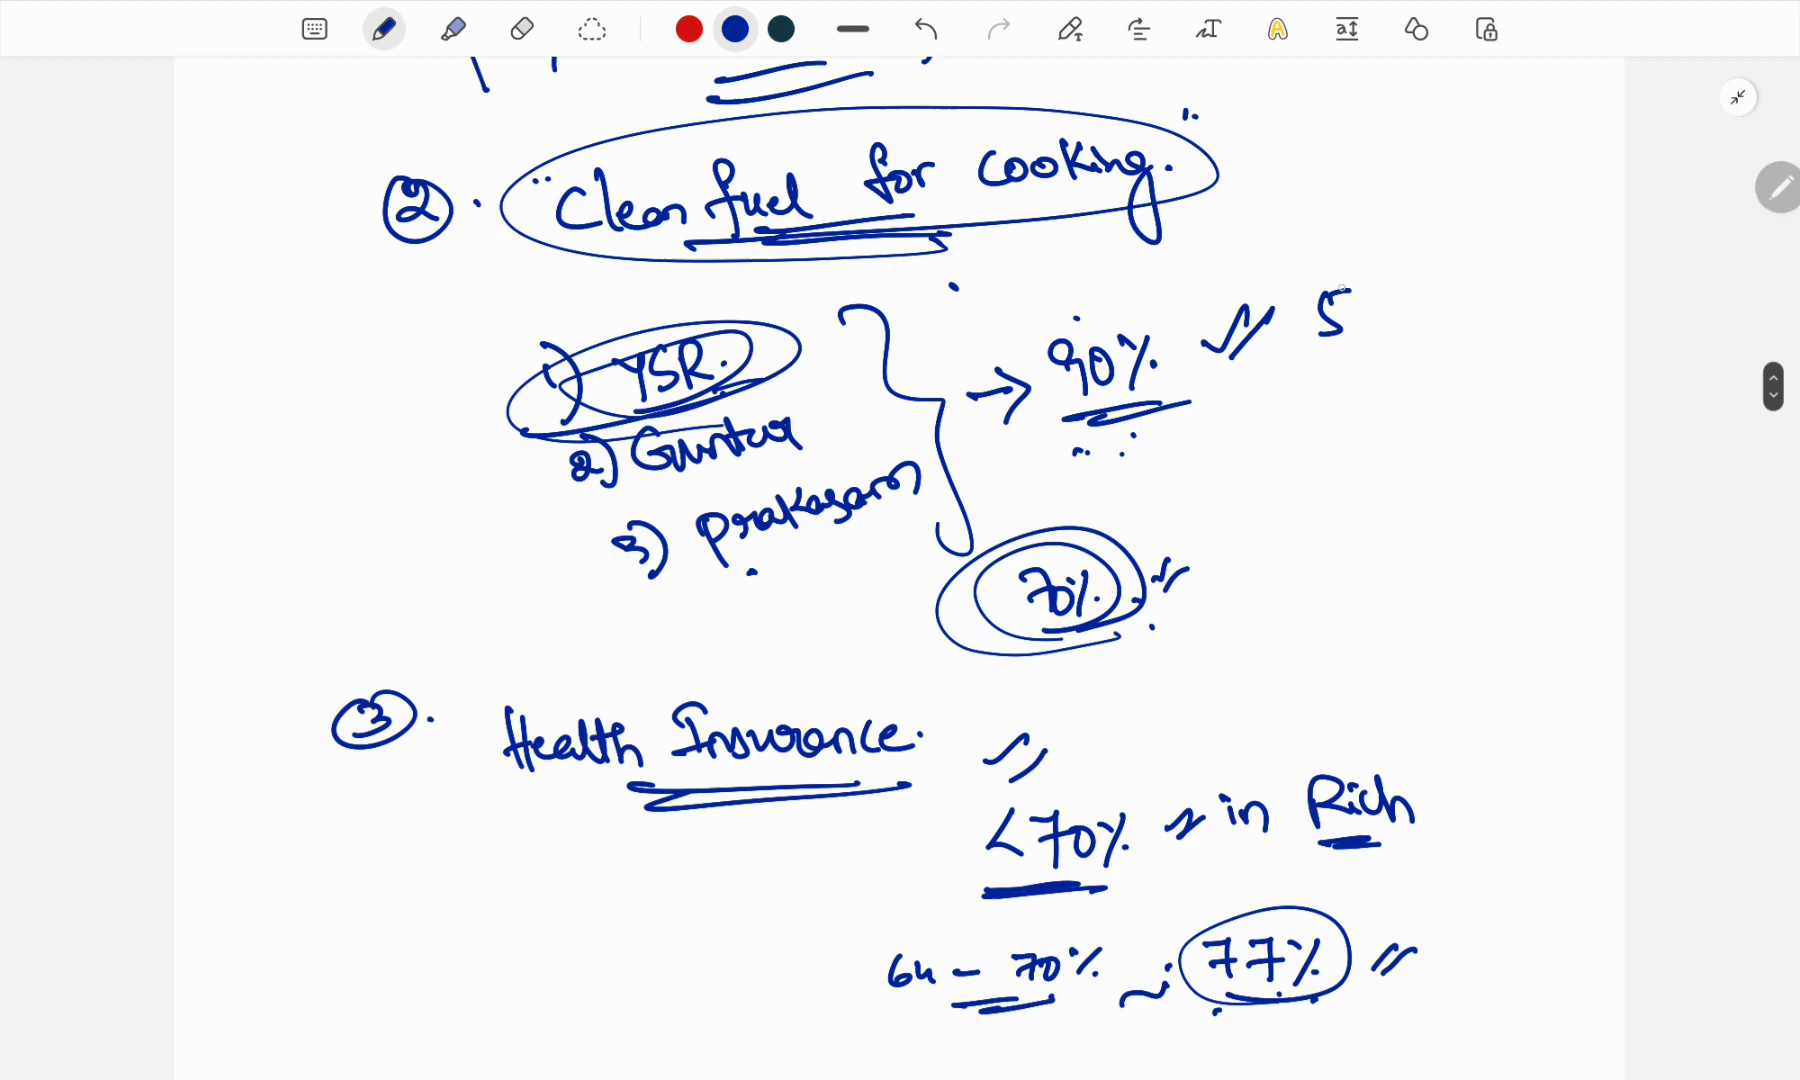 2. "Clean fuel for cooking."
1) YSR. → 90% 5
2) Guntur
3) Prakasam
70%
3. Health Insurance.
<70% in Rich
64 - 70% 77%